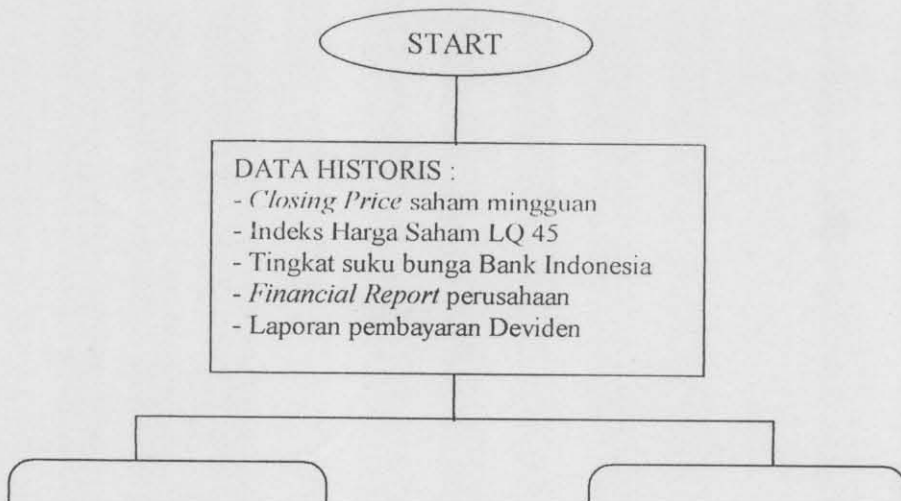 START
DATA HISTORIS :
- Closing Price saham mingguan
- Indeks Harga Saham LQ 45
- Tingkat suku bunga Bank Indonesia
- Financial Report perusahaan
- Laporan pembayaran Deviden